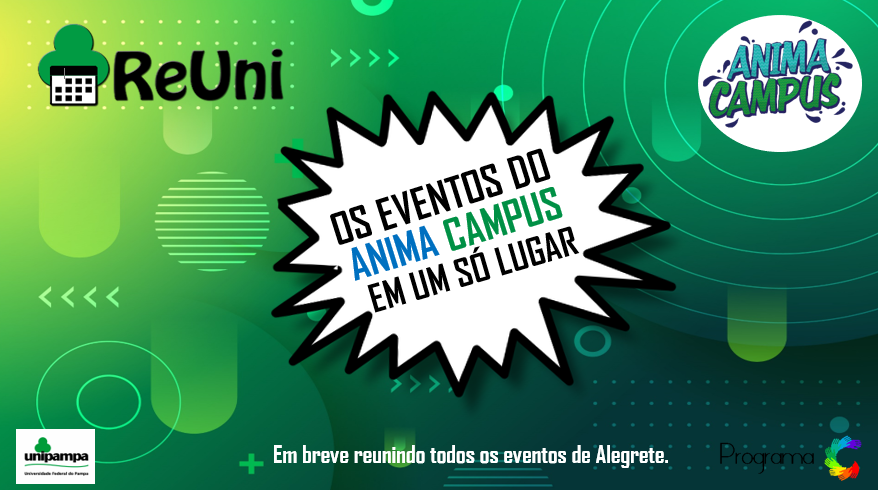 ReUni
ANIMA
CAMPUS
OS EVENTOS DO
ANIMA CAMPUS
EM UM SÓ LUGAR
unipampa
Universidade Federal do Pampa
Em breve reunindo todos os eventos de Alegrete.
Programa C